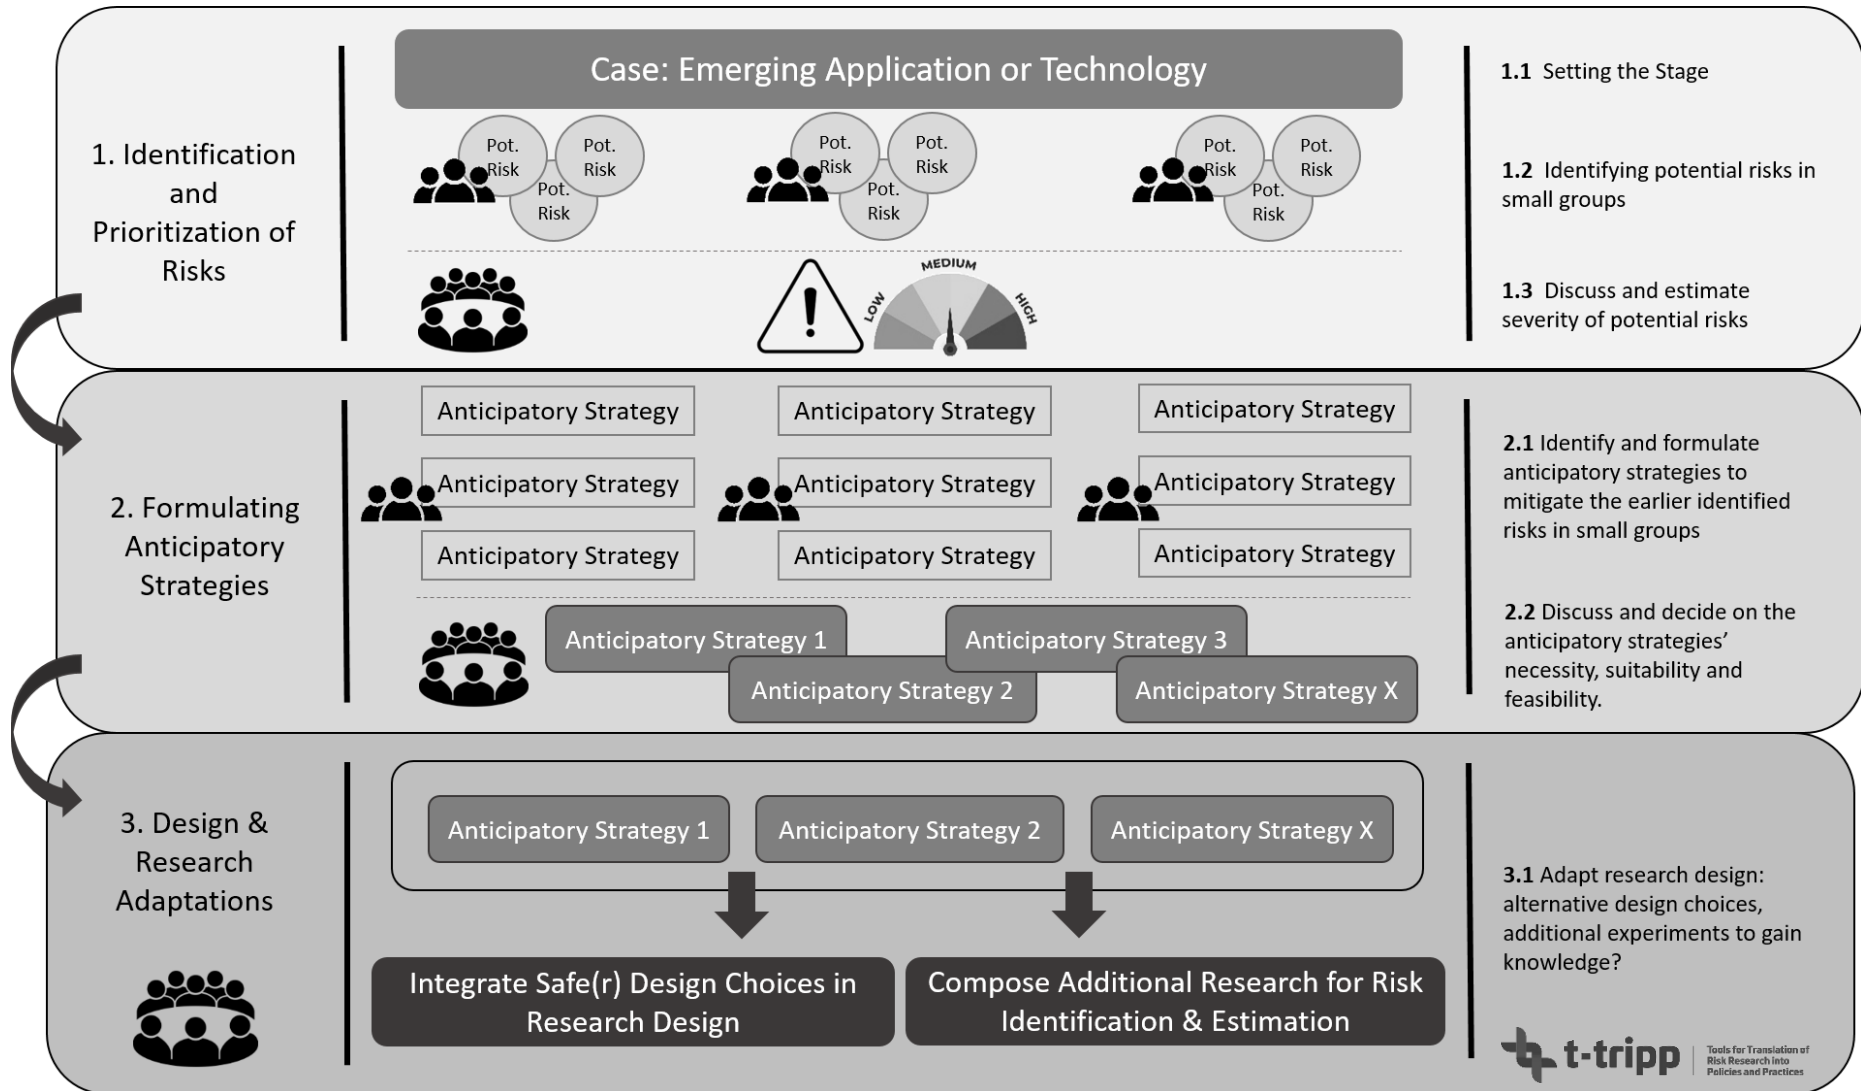 1. Identification
and
Prioritization of
Risks
Case: Emerging Application or Technology
Pot.
Risk
Pot.
Risk
Pot.
Risk
Pot.
Risk
Pot.
Risk
Pot.
Risk
Pot.
Risk
Pot.
Risk
Pot.
Risk
LOW
MEDIUM
HIGH
1.1 Setting the Stage
1.2 Identifying potential risks in
small groups
1.3 Discuss and estimate
severity of potential risks
2. Formulating
Anticipatory
Strategies
Anticipatory Strategy
Anticipatory Strategy
Anticipatory Strategy
Anticipatory Strategy
Anticipatory Strategy
Anticipatory Strategy
Anticipatory Strategy
Anticipatory Strategy
Anticipatory Strategy
Anticipatory Strategy 1
Anticipatory Strategy 2
Anticipatory Strategy 3
Anticipatory Strategy X
2.1 Identify and formulate
anticipatory strategies to
mitigate the earlier identified
risks in small groups
2.2 Discuss and decide on the
anticipatory strategies’
necessity, suitability and
feasibility.
3. Design &
Research
Adaptations
Anticipatory Strategy 1
Anticipatory Strategy 2
Anticipatory Strategy X
Integrate Safe(r) Design Choices in
Research Design
Compose Additional Research for Risk
Identification & Estimation
3.1 Adapt research design:
alternative design choices,
additional experiments to gain
knowledge?
t-tripp
Tools for Translation of
Risk Research into
Policies and Practices